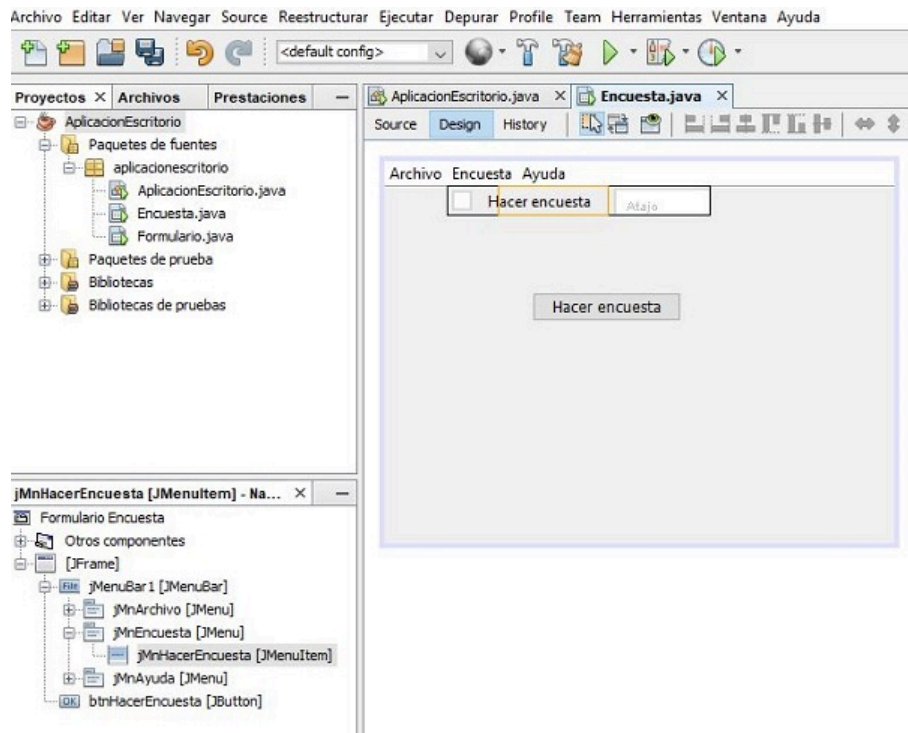 Archivo Editar Ver Navegar Source Reestructurar Ejecutar Depurar Profile Team Herramientas Ventana Ayuda
<default config>
Proyectos Archivos Prestaciones
AplicacionEscritorio
Paquetes de fuentes
aplicacionescritorio
AplicacionEscritorio.java
Encuesta.java
Formulario.java
Paquetes de prueba
Bibliotecas
Bibliotecas de pruebas
jMnHacerEncuesta [JMenuItem] - Na...
Formulario Encuesta
Otros componentes
[JFrame]
File jMenuBar1 [JMenuBar]
jMnArchivo [JMenu]
jMnEncuesta [JMenu]
jMnHacerEncuesta [JMenuItem]
jMnAyuda [JMenu]
OK btnHacerEncuesta [JButton]
AplicacionEscritorio.java Encuesta.java
Source Design History
Archivo Encuesta Ayuda
Hacer encuesta Atajo
Hacer encuesta